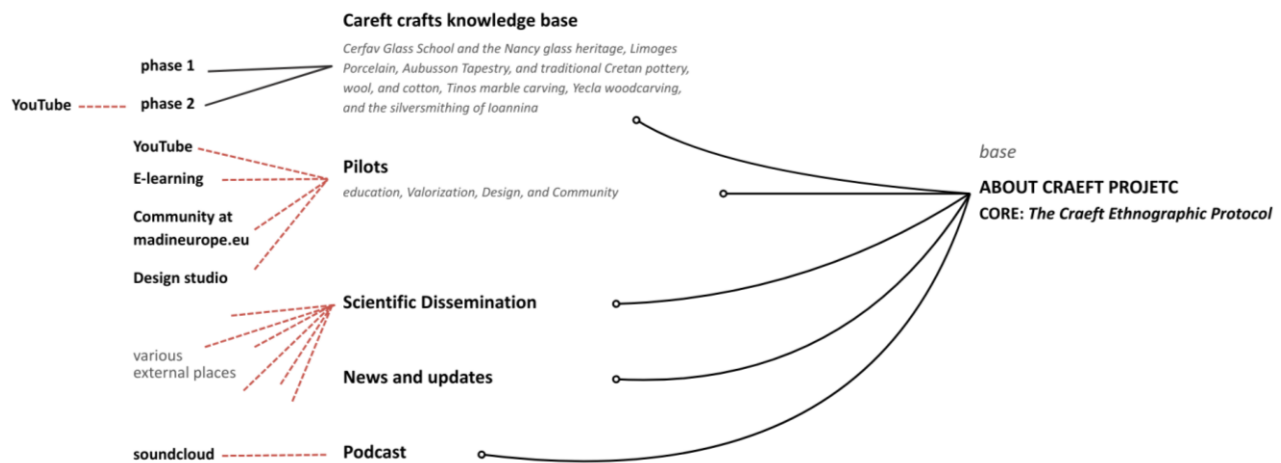 Careft crafts knowledge base
Cerfav Glass School and the Nancy glass heritage, Limoges
Porcelain, Aubusson Tapestry, and traditional Cretan pottery,
wool, and cotton, Tinos marble carving, Yecla woodcarving,
and the silversmithing of Ioannina
phase 1
YouTube
phase 2
YouTube
E-learning
Community at
madineurope.eu
Design studio
Pilots
education, Valorization, Design, and Community
base
ABOUT CRAEFT PROJETC
CORE: The Craeft Ethnographic Protocol
Scientific Dissemination
various
external places
News and updates
soundcloud
Podcast